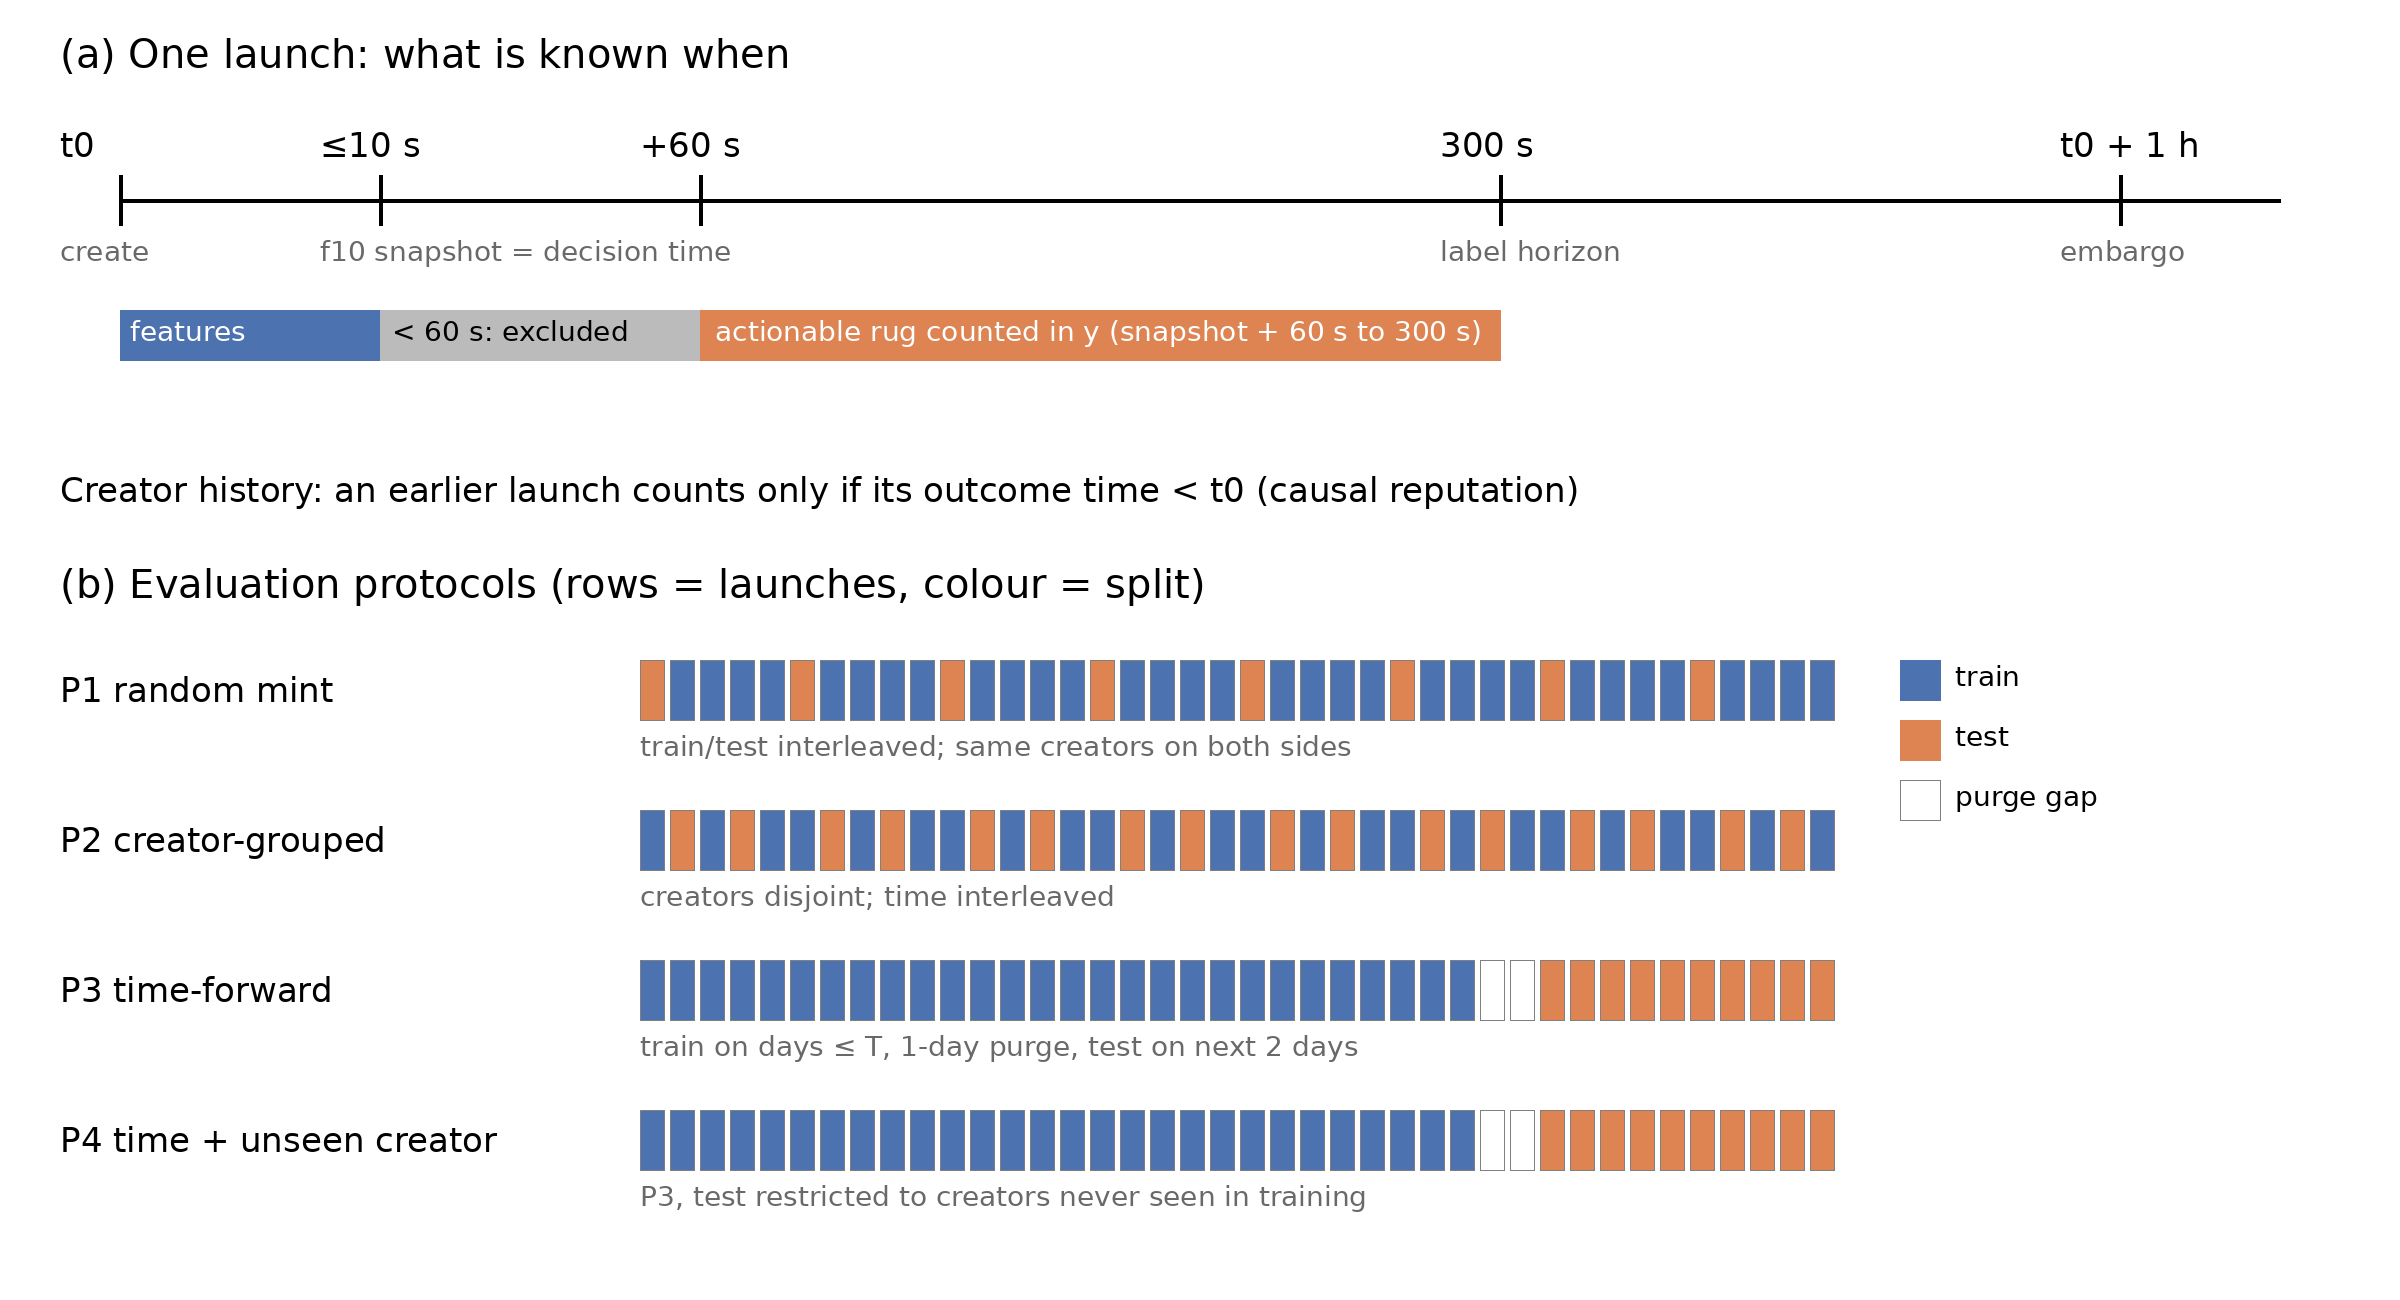 (a) One launch: what is known when
t0 ≤10 s +60 s 300 s t0 + 1 h
create f10 snapshot = decision time label horizon embargo
features < 60 s: excluded actionable rug counted in y (snapshot + 60 s to 300 s)
Creator history: an earlier launch counts only if its outcome time < t0 (causal reputation)
(b) Evaluation protocols (rows = launches, colour = split)
P1 random mint
train/test interleaved; same creators on both sides
train
test
purge gap
P2 creator-grouped
creators disjoint; time interleaved
P3 time-forward
train on days ≤ T, 1-day purge, test on next 2 days
P4 time + unseen creator
P3, test restricted to creators never seen in training